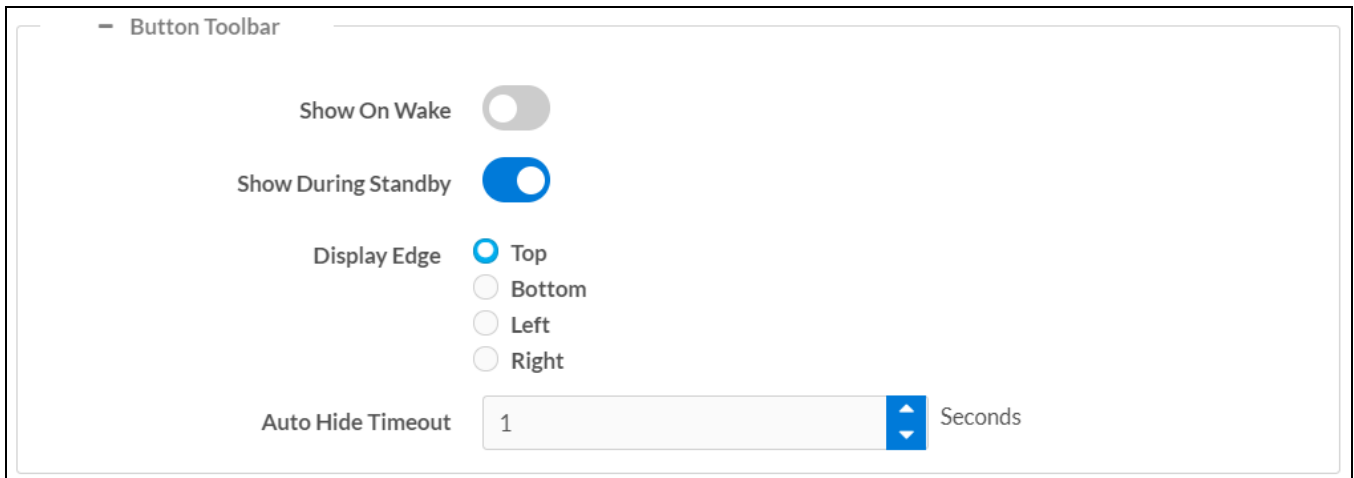 Button Toolbar
Show On Wake
Show During Standby
Display Edge
Top
Bottom
Left
Right
Auto Hide Timeout 1 Seconds